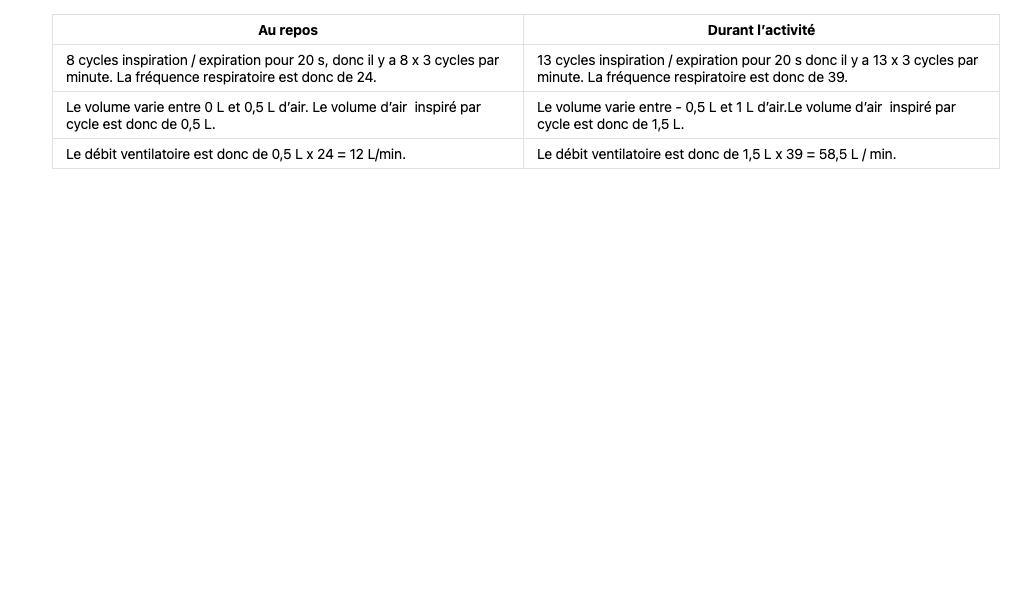 Au repos
Durant l’activité
8 cycles inspiration / expiration pour 20 s, donc il y a 8 x 3 cycles par
minute. La fréquence respiratoire est donc de 24.
13 cycles inspiration / expiration pour 20 s donc il y a 13 x 3 cycles par
minute. La fréquence respiratoire est donc de 39.
Le volume varie entre 0 L et 0,5 L d’air. Le volume d’air  inspiré par
cycle est donc de 0,5 L.
Le volume varie entre - 0,5 L et 1 L d’air.Le volume d’air  inspiré par
cycle est donc de 1,5 L.
Le débit ventilatoire est donc de 0,5 L x 24 = 12 L/min.
Le débit ventilatoire est donc de 1,5 L x 39 = 58,5 L / min.